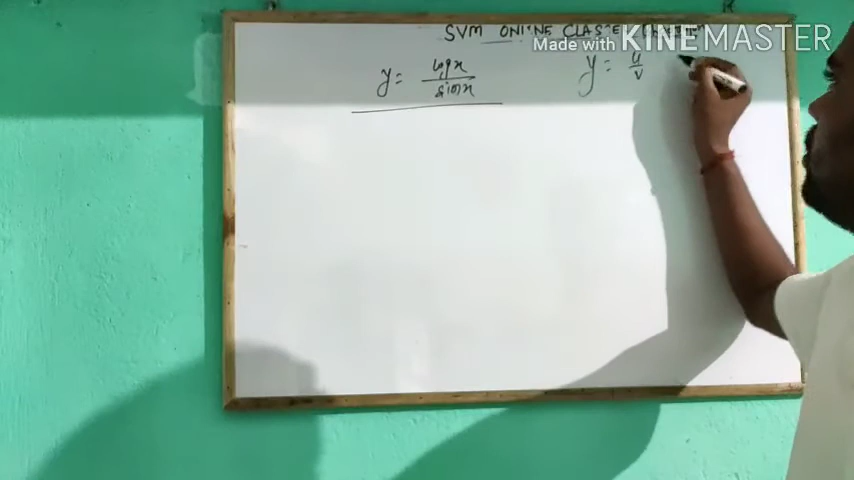 SVM ONLINE CLASSES
Made with KINEMASTER
y = logx / sinx
y = u / v